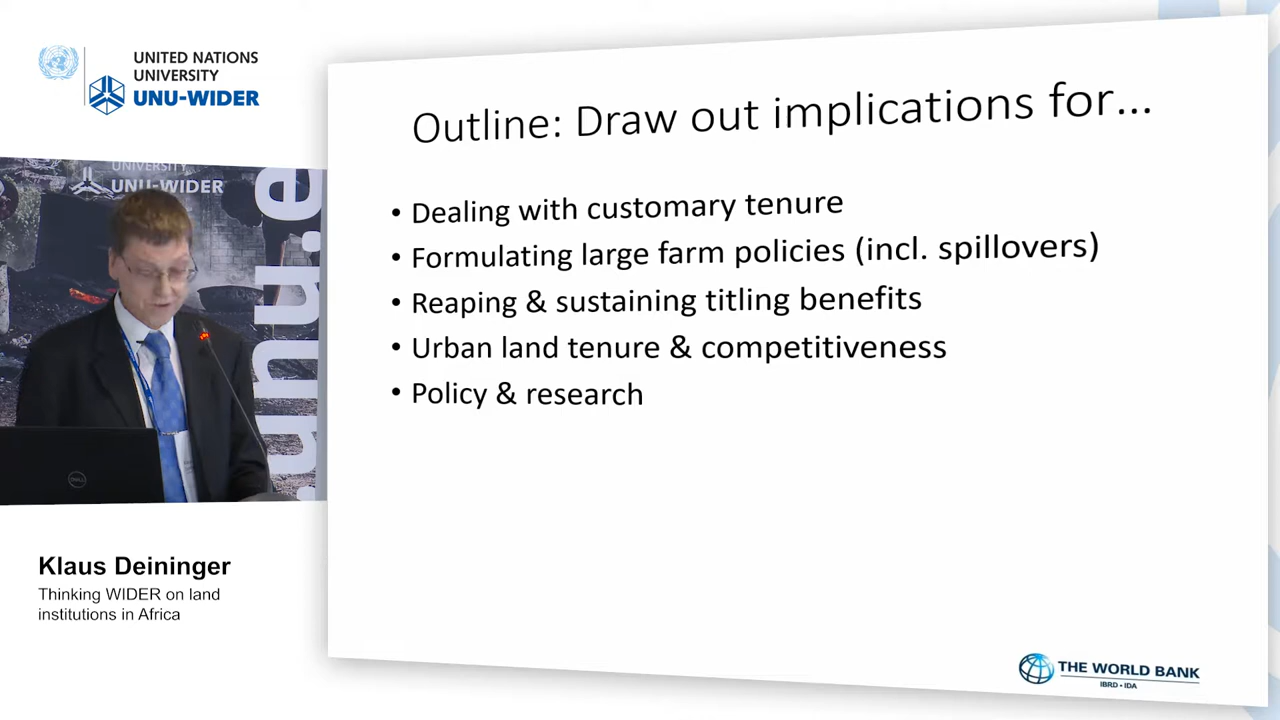 UNITED NATIONS
UNIVERSITY
UNU-WIDER
UNIVERSITY
UNU-WIDER
unu.e
DELL
Klaus Deininger
Thinking WIDER on land
institutions in Africa
Outline: Draw out implications for...
• Dealing with customary tenure
• Formulating large farm policies (incl. spillovers)
• Reaping & sustaining titling benefits
• Urban land tenure & competitiveness
• Policy & research
THE WORLD BANK
IBRD • IDA